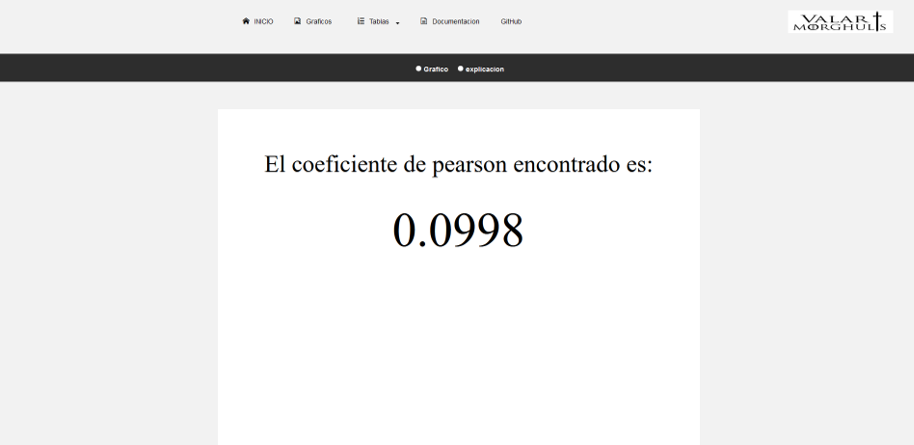 INICIO Graficos Tablas Documentacion GitHub
VALAR MORGHULIS
Grafico explicacion
El coeficiente de pearson encontrado es:
0.0998